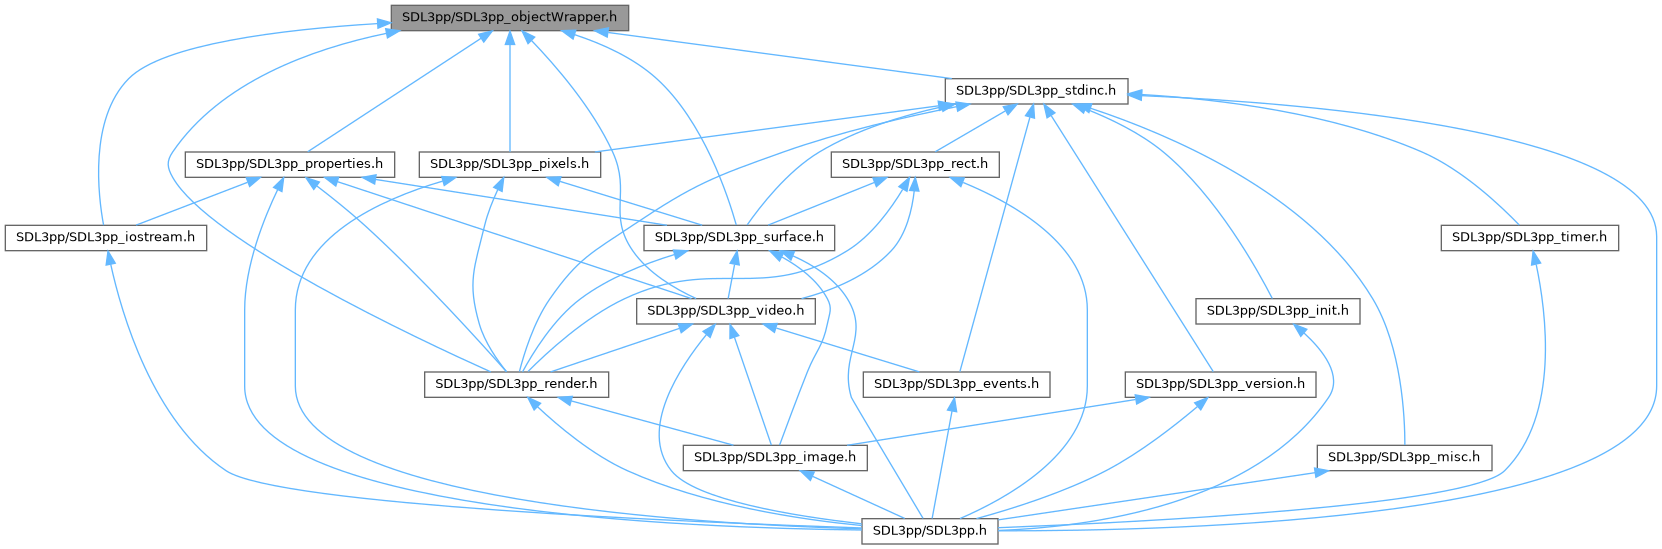 SDL3pp/SDL3pp_objectWrapper.h
SDL3pp/SDL3pp_stdinc.h
SDL3pp/SDL3pp_properties.h
SDL3pp/SDL3pp_pixels.h
SDL3pp/SDL3pp_rect.h
SDL3pp/SDL3pp_iostream.h
SDL3pp/SDL3pp_surface.h
SDL3pp/SDL3pp_timer.h
SDL3pp/SDL3pp_video.h
SDL3pp/SDL3pp_init.h
SDL3pp/SDL3pp_render.h
SDL3pp/SDL3pp_events.h
SDL3pp/SDL3pp_version.h
SDL3pp/SDL3pp_image.h
SDL3pp/SDL3pp_misc.h
SDL3pp/SDL3pp.h